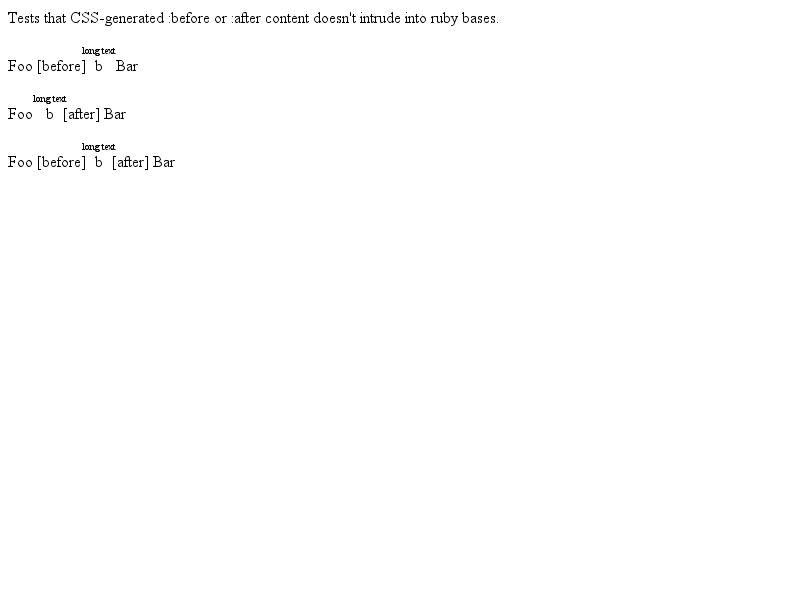 Tests that CSS-generated :before or :after content doesn't intrude into ruby bases.
long text
Foo [before] b Bar
long text
Foo b [after] Bar
long text
Foo [before] b [after] Bar